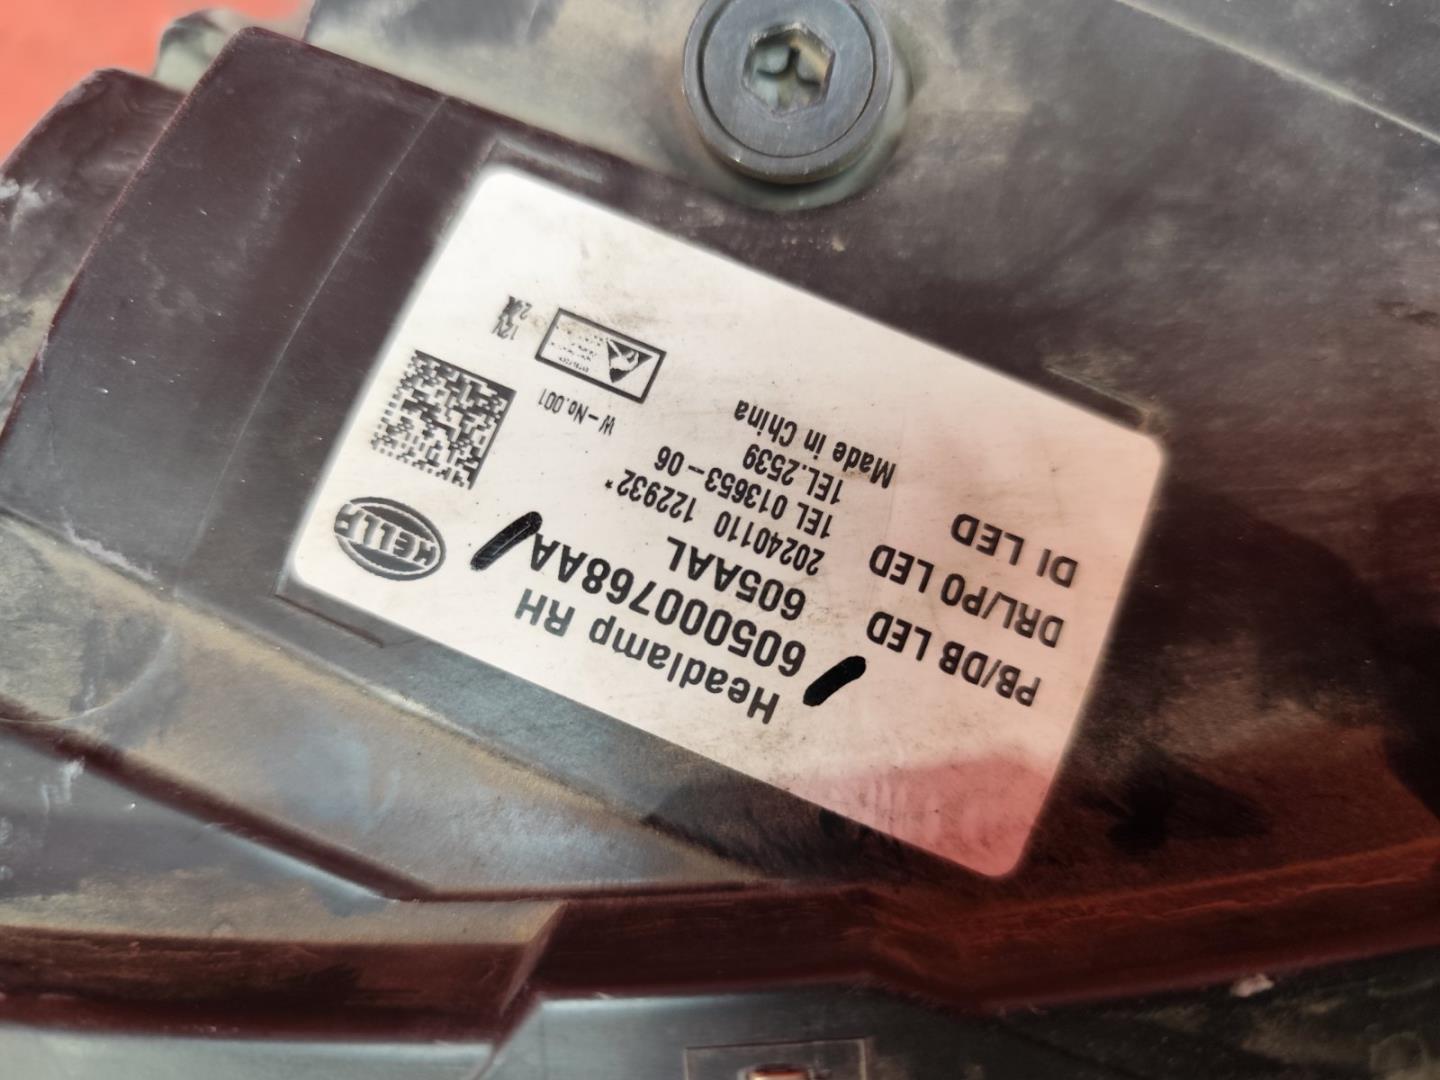 Headlamp RH
605000768AA
605AAL
20240110 122932*
1EL 013653-06
1EL.2539
Made in China
HELLA
W-No.001
12V
PB/DB LED
DRL/PO LED
DI LED